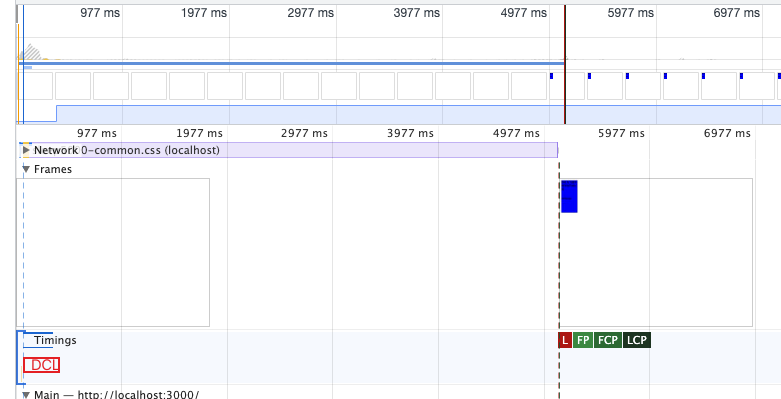 977 ms 1977 ms 2977 ms 3977 ms 4977 ms 5977 ms 6977 ms
977 ms 1977 ms 2977 ms 3977 ms 4977 ms 5977 ms 6977 ms
Network 0-common.css (localhost)
Frames
Timings L FP FCP LCP
DCL
Main — http://localhost:3000/